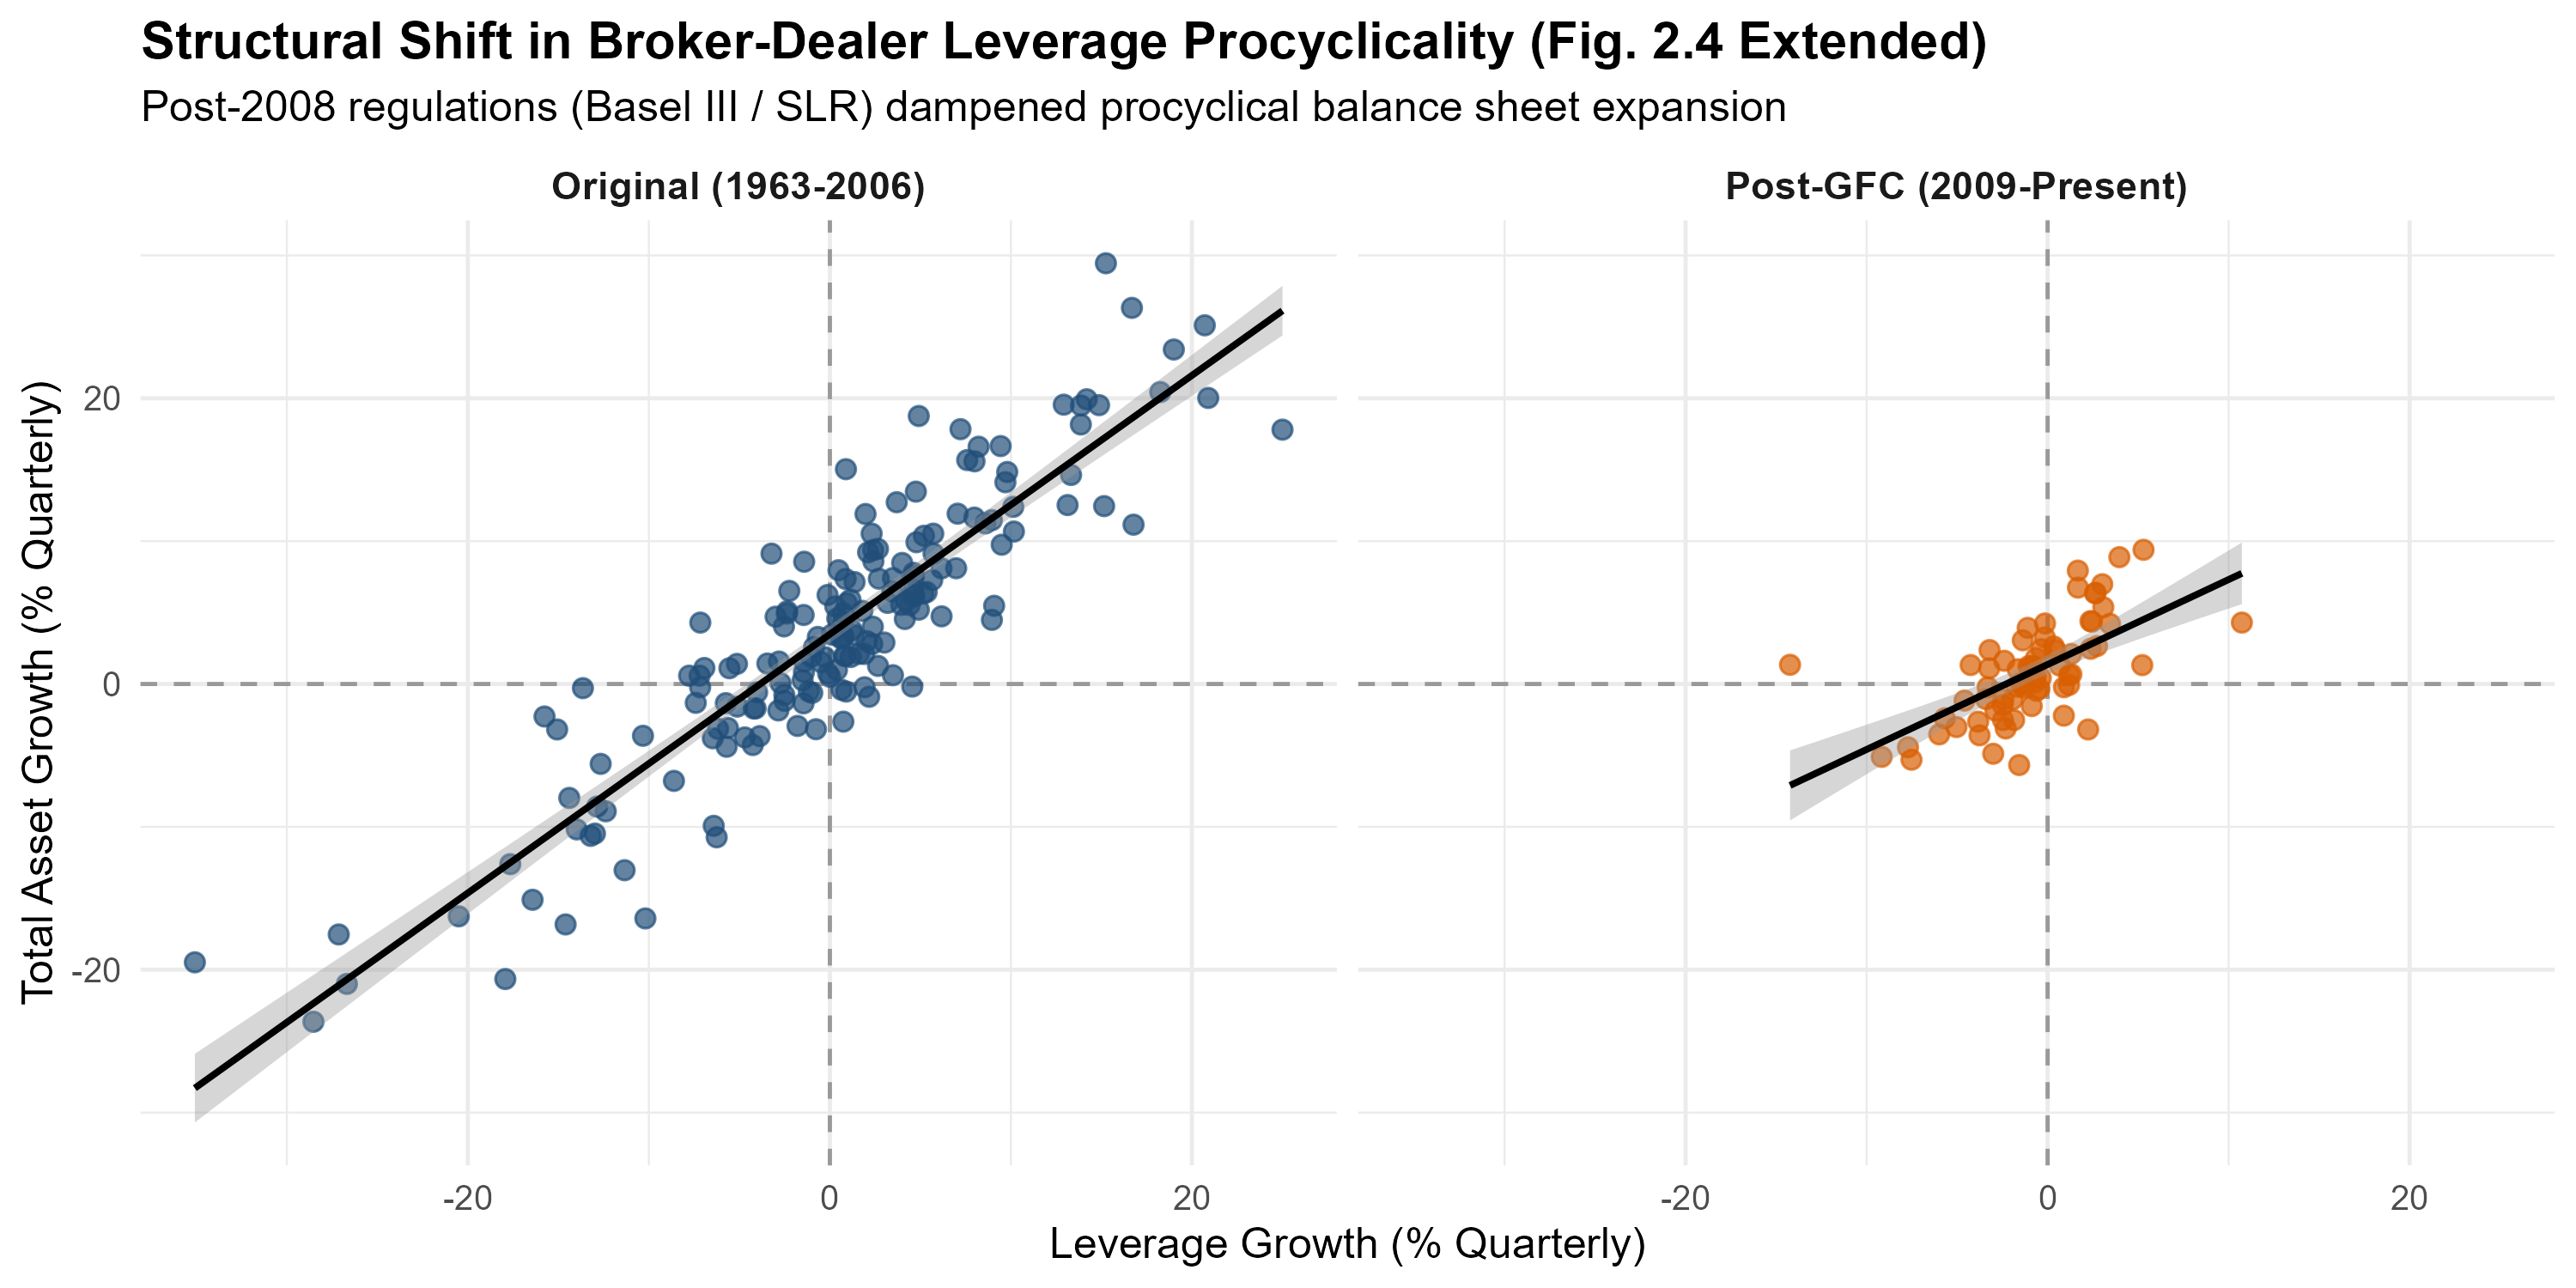 Structural Shift in Broker-Dealer Leverage Procyclicality (Fig. 2.4 Extended)
Post-2008 regulations (Basel III / SLR) dampened procyclical balance sheet expansion
Original (1963-2006)
Post-GFC (2009-Present)
Total Asset Growth (% Quarterly)
20
0
-20
-20
0
20
-20
0
20
Leverage Growth (% Quarterly)